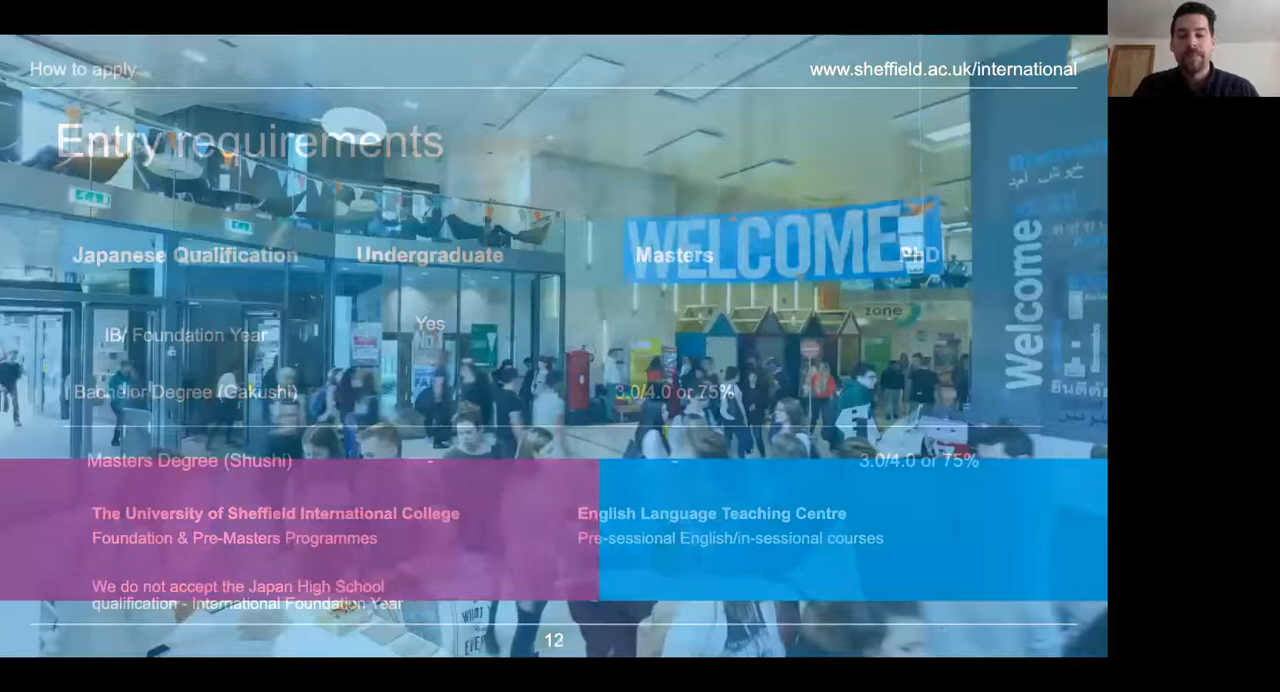 How to apply
www.sheffield.ac.uk/international
Entry requirements
Japanese Qualification
Undergraduate
Masters
PhD
WELCOME
Welcome
zone
IB/ Foundation Year
Yes
Bachelor Degree (Gakushi)
3.0/4.0 or 75%
Masters Degree (Shushi)
-
-
3.0/4.0 or 75%
The University of Sheffield International College
Foundation & Pre-Masters Programmes
English Language Teaching Centre
Pre-sessional English/in-sessional courses
We do not accept the Japan High School
qualification - International Foundation Year
12